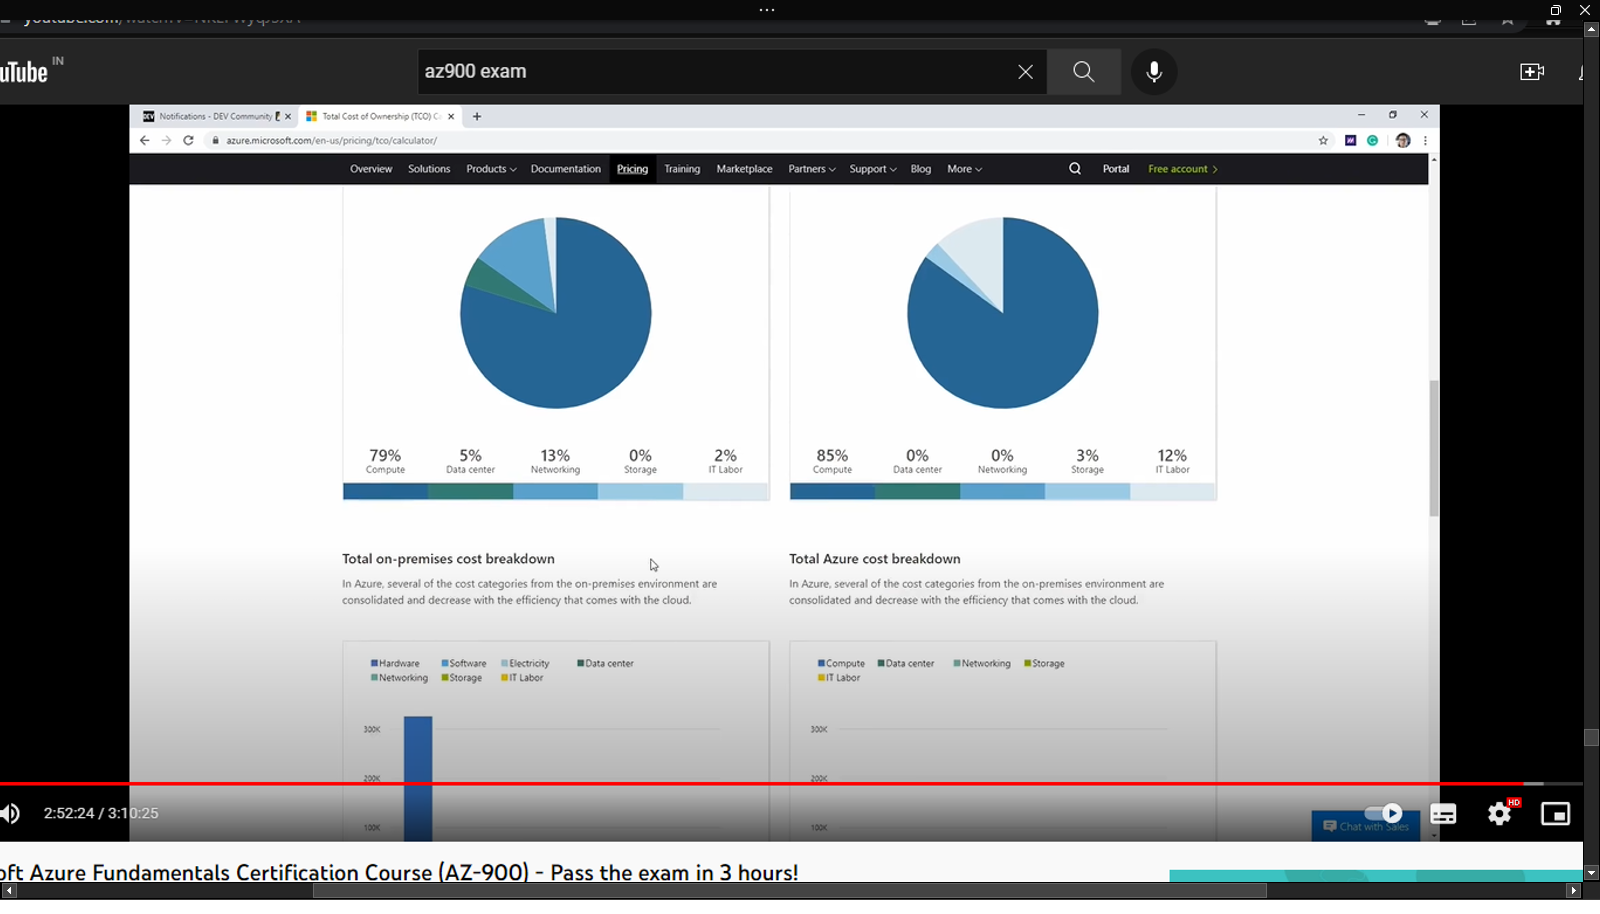 uTube IN
az900 exam
Notifications - DEV Community
Total Cost of Ownership (TCO) C
azure.microsoft.com/en-us/pricing/tco/calculator/
Overview Solutions Products Documentation Pricing Training Marketplace Partners Support Blog More Portal Free account
79% 5% 13% 0% 2%
Compute Data center Networking Storage IT Labor
85% 0% 0% 3% 12%
Compute Data center Networking Storage IT Labor
Total on-premises cost breakdown
In Azure, several of the cost categories from the on-premises environment are
consolidated and decrease with the efficiency that comes with the cloud.
Total Azure cost breakdown
In Azure, several of the cost categories from the on-premises environment are
consolidated and decrease with the efficiency that comes with the cloud.
Hardware Software Electricity Data center
Networking Storage IT Labor
300K
200K
100K
Compute Data center Networking Storage
IT Labor
300K
200K
100K
Chat with Sales
2:52:24 / 3:10:25
HD
oft Azure Fundamentals Certification Course (AZ-900) - Pass the exam in 3 hours!